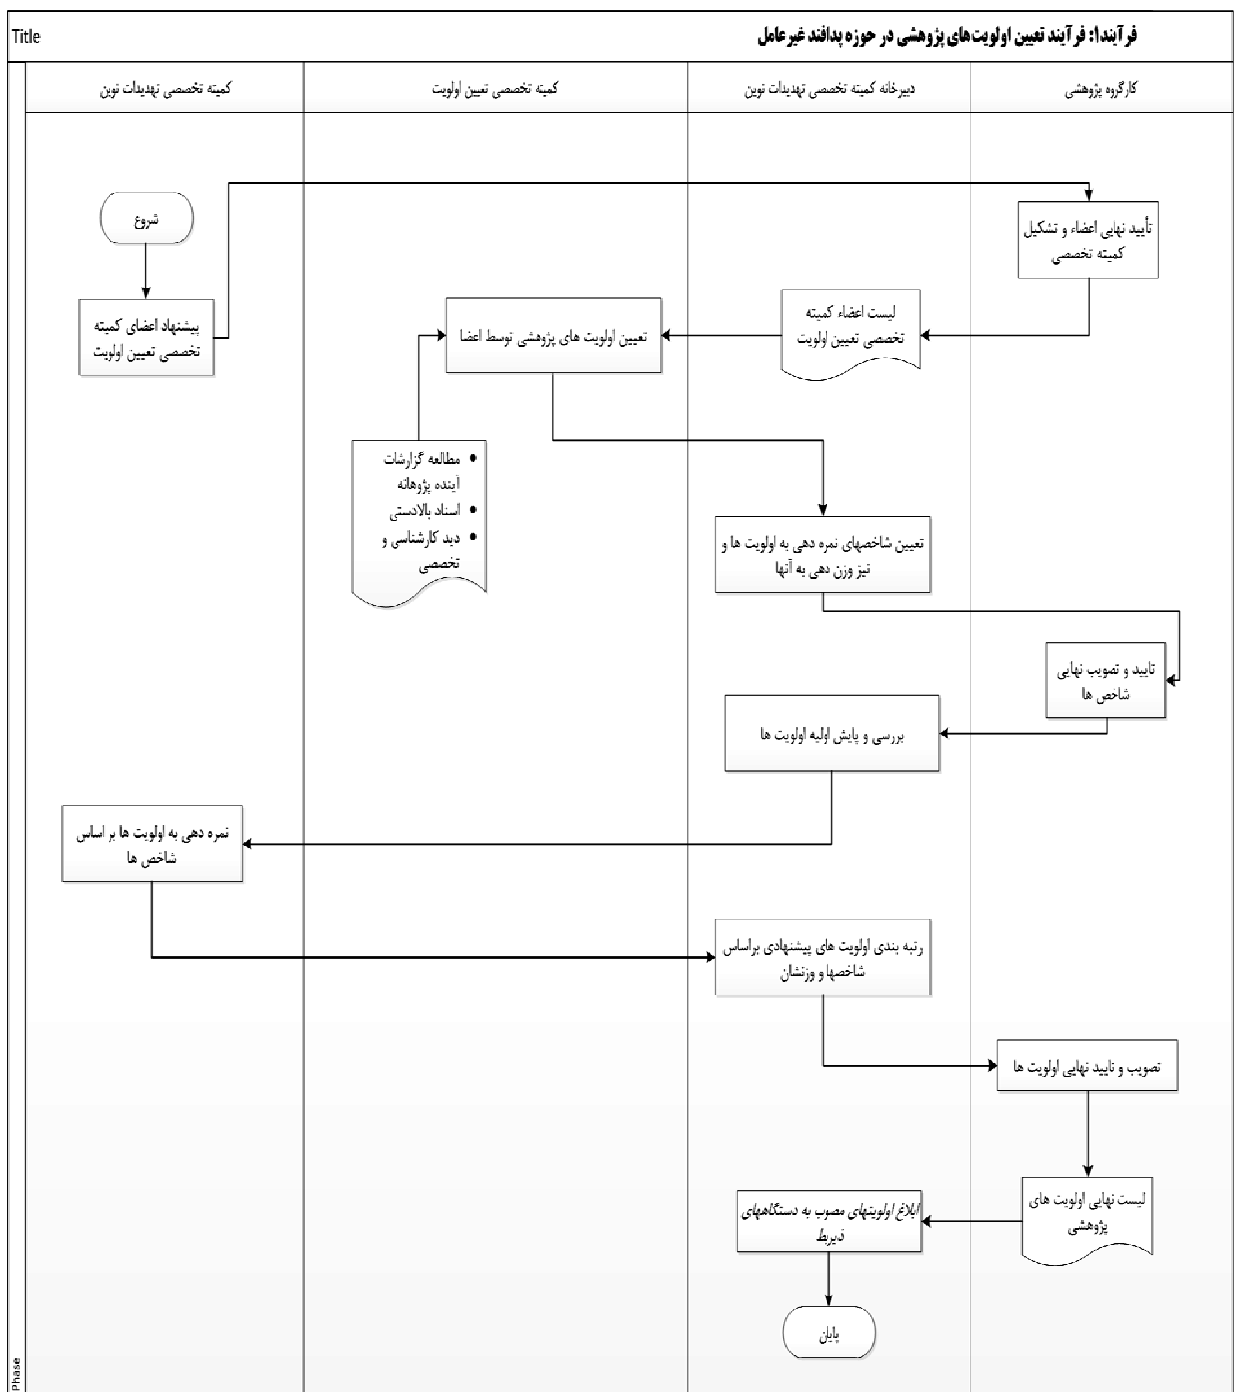 Title
فرآیند۱: فرآیند تعیین اولویت‌های پژوهشی در حوزه پدافند غیرعامل
کارگروه پژوهشی
دبیرخانه کمیته تخصصی تهدیدات نوین
کمیته تخصصی تعیین اولویت
کمیته تخصصی تهدیدات نوین
شروع
پیشنهاد اعضای کمیته
تخصصی تعیین اولویت
تأیید نهایی اعضاء و تشکیل
کمیته تخصصی
لیست اعضاء کمیته
تخصصی تعیین اولویت
تعیین اولویت های پژوهشی توسط اعضا
• مطالعه گزارشات
آینده پژوهانه
• اسناد بالادستی
• دید کارشناسی و
تخصصی
تعیین شاخصهای نمره دهی به اولویت ها و
نیز وزن دهی به آنها
تایید و تصویب نهایی
شاخص ها
بررسی و پایش اولیه اولویت ها
نمره دهی به اولویت ها بر اساس
شاخص ها
رتبه بندی اولویت های پیشنهادی براساس
شاخصها و وزنشان
تصویب و تایید نهایی اولویت ها
لیست نهایی اولویت های
پژوهشی
ابلاغ اولویتهای مصوب به دستگاههای
ذیربط
پایان
Phase